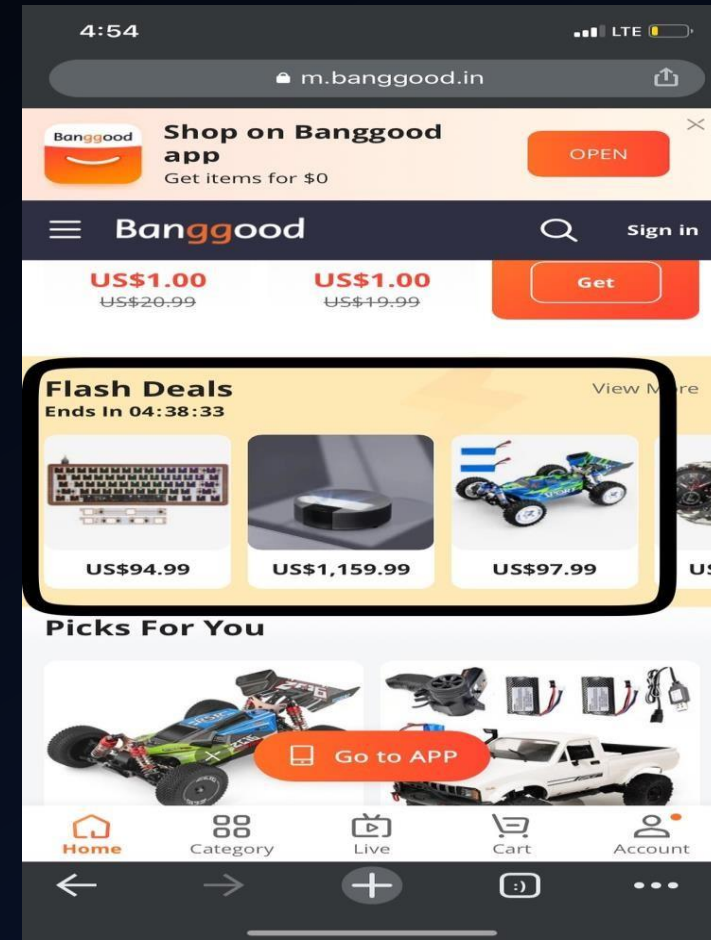 4:54
LTE
m.banggood.in
Banggood
Shop on Banggood
app
Get items for $0
OPEN
Banggood
Sign in
US$1.00
US$20.99
US$1.00
US$19.99
Get
Flash Deals
View More
Ends In 04:38:33
US$94.99
US$1,159.99
US$97.99
Picks For You
Go to APP
Home
Category
Live
Cart
Account
:)